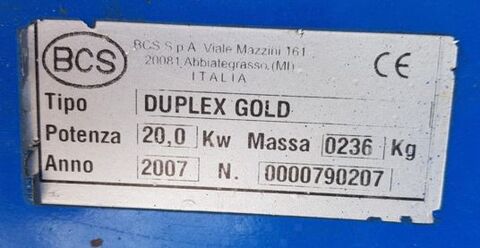 BCS
BCS S.p.A. Viale Mazzini 161
20081 Abbiategrasso (MI)
ITALIA
CE
Tipo DUPLEX GOLD
Potenza 20,0 Kw Massa 0236 Kg
Anno 2007 N. 0000790207